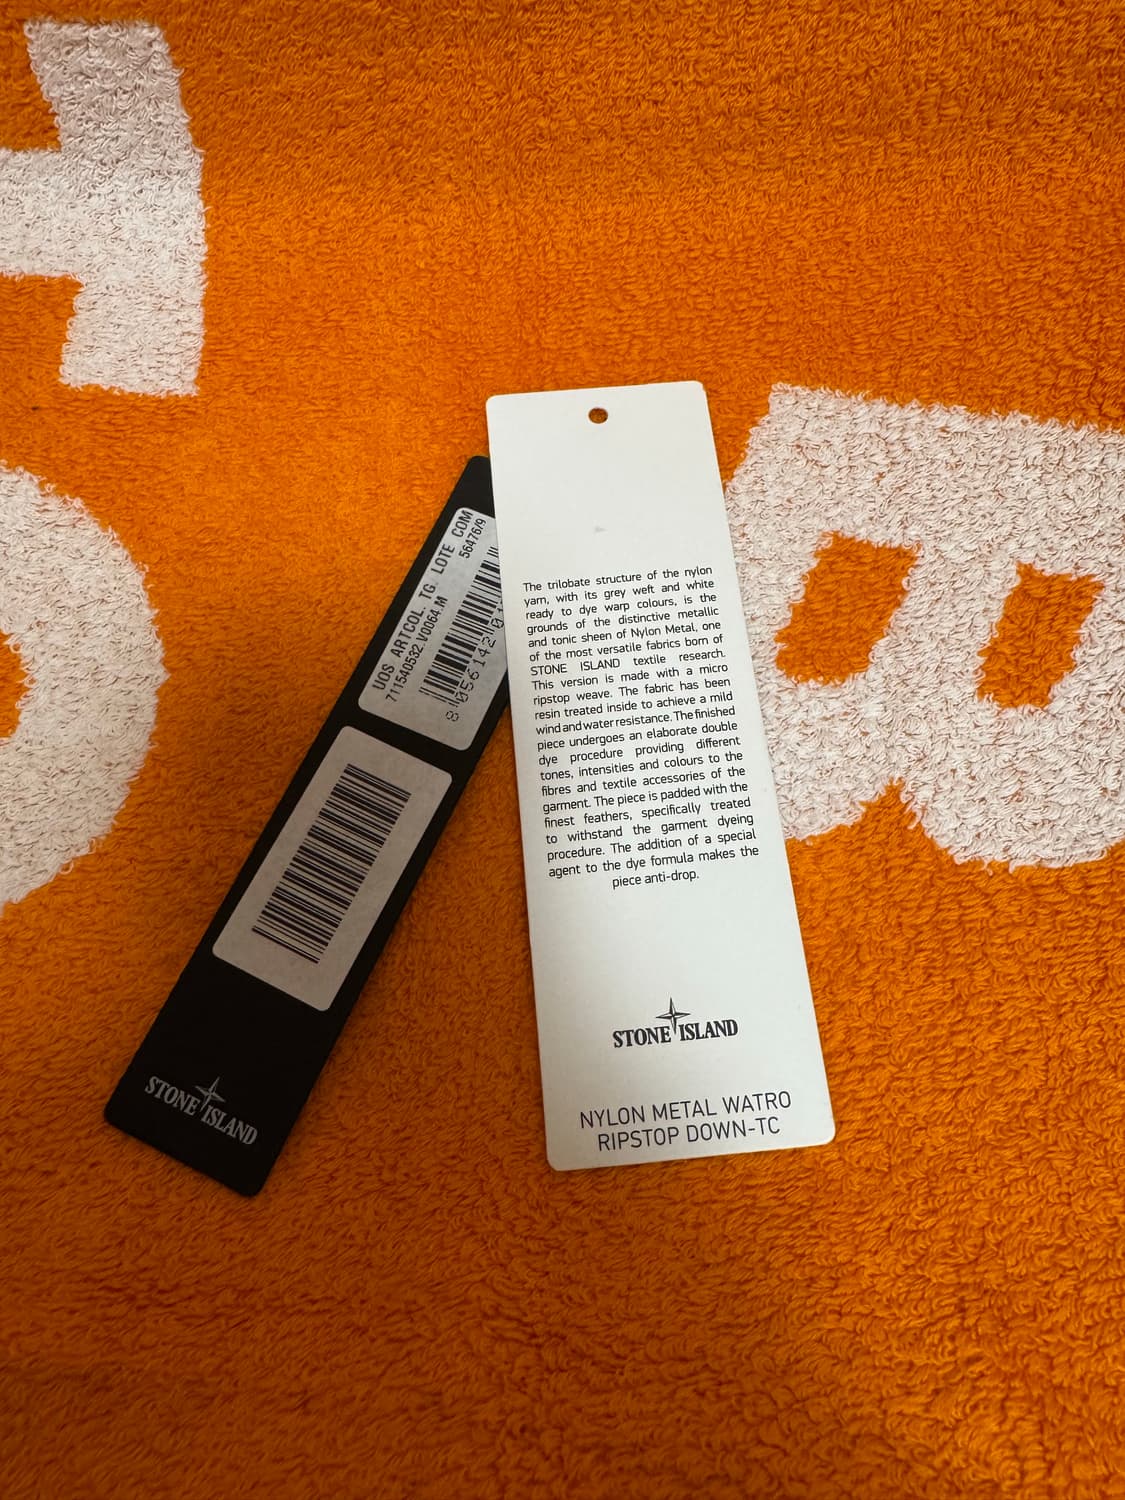 UOS ARTCOL.TG LOTE COM
711540532.V0064.M 56476/9
8 056142
STONE ISLAND
The trilobate structure of the nylon
yarn, with its grey weft and white
ready to dye warp colours, is the
grounds of the distinctive metallic
and tonic sheen of Nylon Metal, one
of the most versatile fabrics born of
STONE ISLAND textile research.
This version is made with a micro
ripstop weave. The fabric has been
resin treated inside to achieve a mild
wind and water resistance. The finished
piece undergoes an elaborate double
dye procedure providing different
tones, intensities and colours to the
fibres and textile accessories of the
garment. The piece is padded with the
finest feathers, specifically treated
to withstand the garment dyeing
procedure. The addition of a special
agent to the dye formula makes the
piece anti-drop.
STONE ISLAND
NYLON METAL WATRO
RIPSTOP DOWN-TC